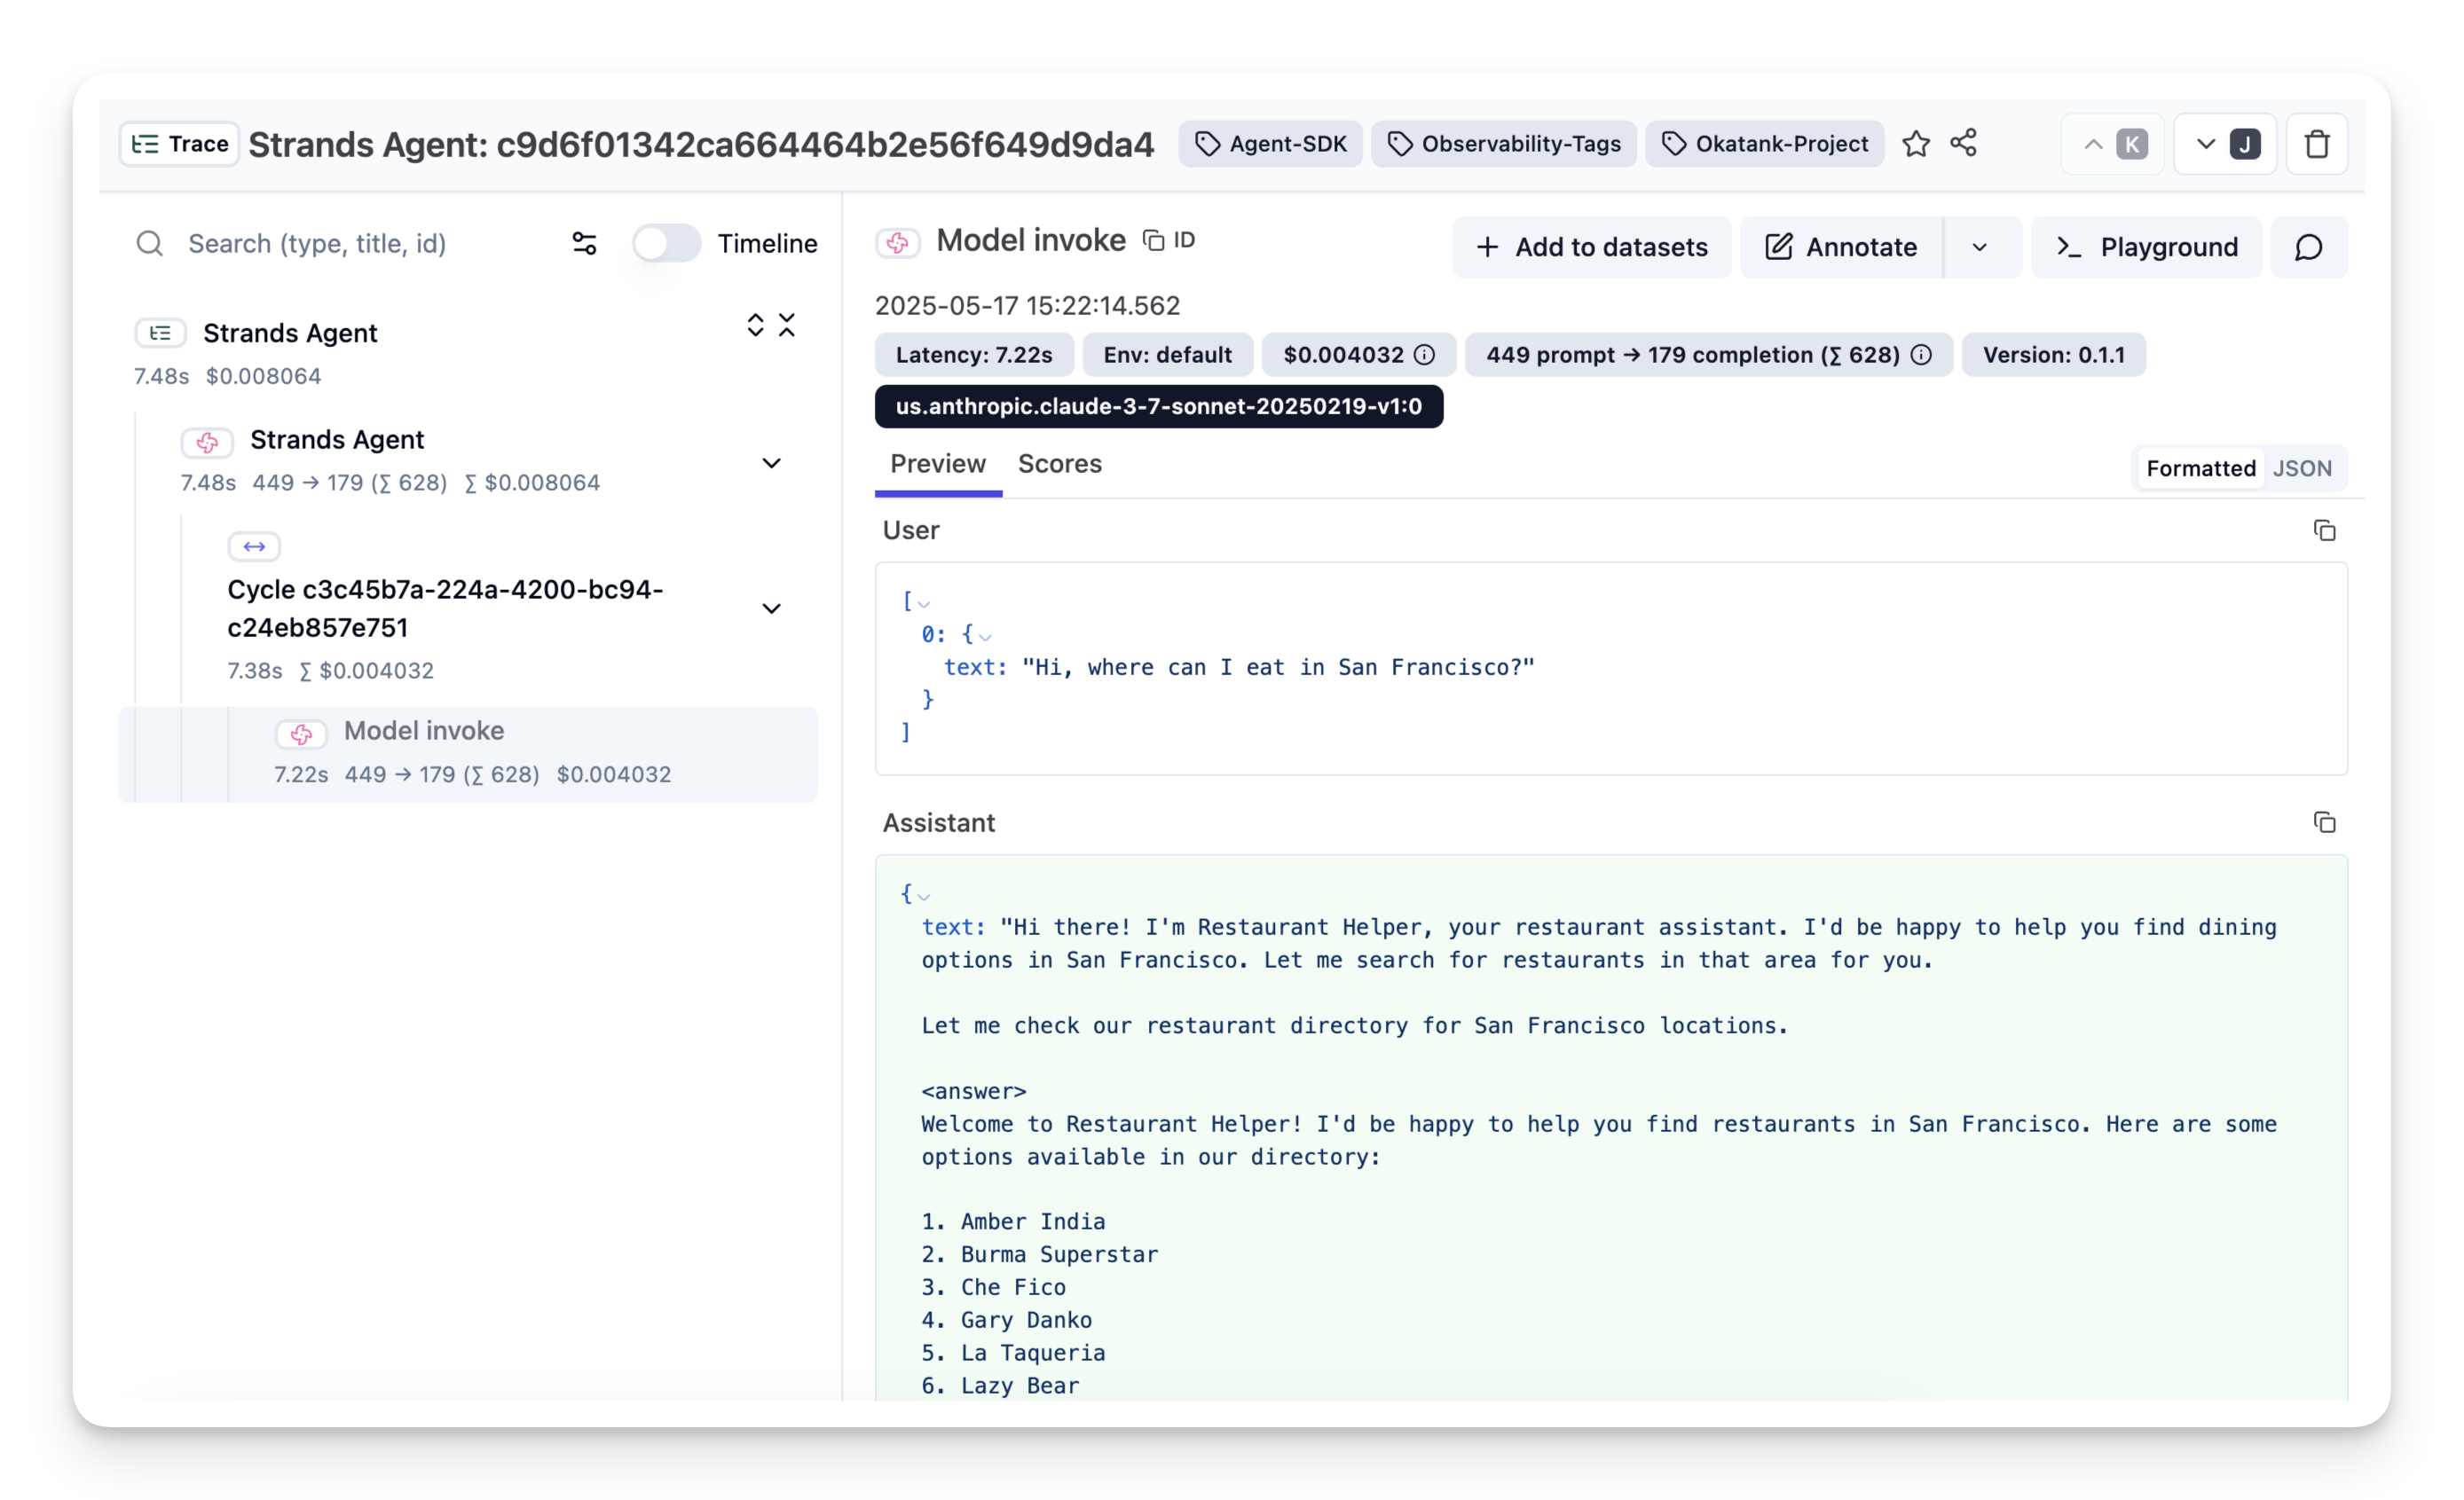 Trace Strands Agent: c9d6f01342ca664464b2e56f649d9da4 Agent-SDK Observability-Tags Okatank-Project K J
Search (type, title, id) Timeline
Strands Agent
7.48s $0.008064
Strands Agent
7.48s 449 → 179 (∑ 628) ∑ $0.008064
Cycle c3c45b7a-224a-4200-bc94-
c24eb857e751
7.38s ∑ $0.004032
Model invoke
7.22s 449 → 179 (∑ 628) $0.004032
Model invoke ID + Add to datasets Annotate Playground
2025-05-17 15:22:14.562
Latency: 7.22s Env: default $0.004032 449 prompt → 179 completion (∑ 628) Version: 0.1.1
us.anthropic.claude-3-7-sonnet-20250219-v1:0
Preview Scores Formatted JSON
User
[
0: {
text: "Hi, where can I eat in San Francisco?"
}
]
Assistant
{
text: "Hi there! I'm Restaurant Helper, your restaurant assistant. I'd be happy to help you find dining
options in San Francisco. Let me search for restaurants in that area for you.
Let me check our restaurant directory for San Francisco locations.
<answer>
Welcome to Restaurant Helper! I'd be happy to help you find restaurants in San Francisco. Here are some
options available in our directory:
1. Amber India
2. Burma Superstar
3. Che Fico
4. Gary Danko
5. La Taqueria
6. Lazy Bear